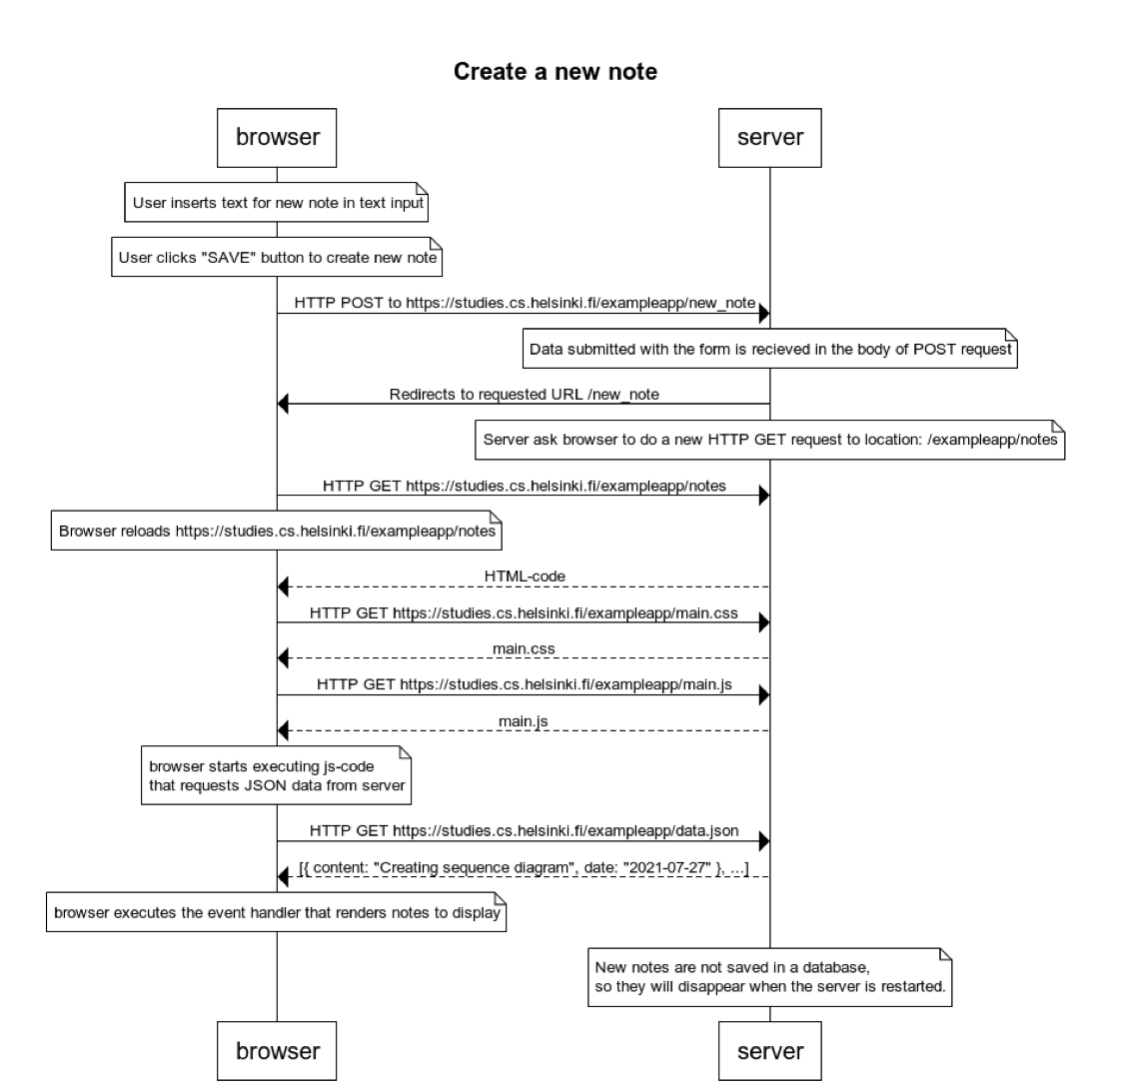 Create a new note
browser
server
User inserts text for new note in text input
User clicks "SAVE" button to create new note
HTTP POST to https://studies.cs.helsinki.fi/exampleapp/new_note
Data submitted with the form is recieved in the body of POST request
Redirects to requested URL /new_note
Server ask browser to do a new HTTP GET request to location: /exampleapp/notes
HTTP GET https://studies.cs.helsinki.fi/exampleapp/notes
Browser reloads https://studies.cs.helsinki.fi/exampleapp/notes
HTML-code
HTTP GET https://studies.cs.helsinki.fi/exampleapp/main.css
main.css
HTTP GET https://studies.cs.helsinki.fi/exampleapp/main.js
main.js
browser starts executing js-code
that requests JSON data from server
HTTP GET https://studies.cs.helsinki.fi/exampleapp/data.json
[{ content: "Creating sequence diagram", date: "2021-07-27" }, ...]
browser executes the event handler that renders notes to display
New notes are not saved in a database,
so they will disappear when the server is restarted.
browser
server